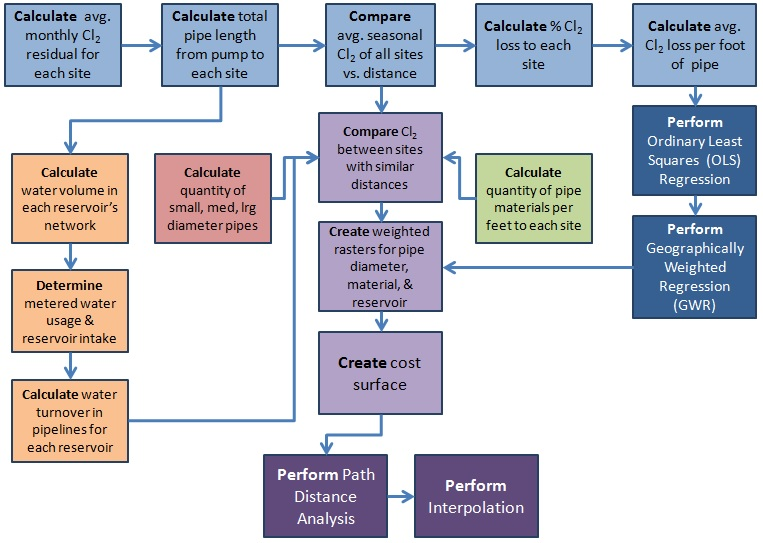 Calculate avg.
monthly Cl₂
residual for
each site
Calculate total
pipe length
from pump to
each site
Compare
avg. seasonal
Cl₂ of all sites
vs. distance
Calculate % Cl₂
loss to each
site
Calculate avg.
Cl₂ loss per foot
of pipe
Compare Cl₂
between sites
with similar
distances
Perform
Ordinary Least
Squares (OLS)
Regression
Calculate
water volume in
each reservoir's
network
Calculate
quantity of
small, med, lrg
diameter pipes
Calculate
quantity of pipe
materials per
feet to each site
Create weighted
rasters for pipe
diameter,
material, &
reservoir
Perform
Geographically
Weighted
Regression
(GWR)
Determine
metered water
usage &
reservoir intake
Create cost
surface
Calculate water
turnover in
pipelines for
each reservoir
Perform Path
Distance
Analysis
Perform
Interpolation